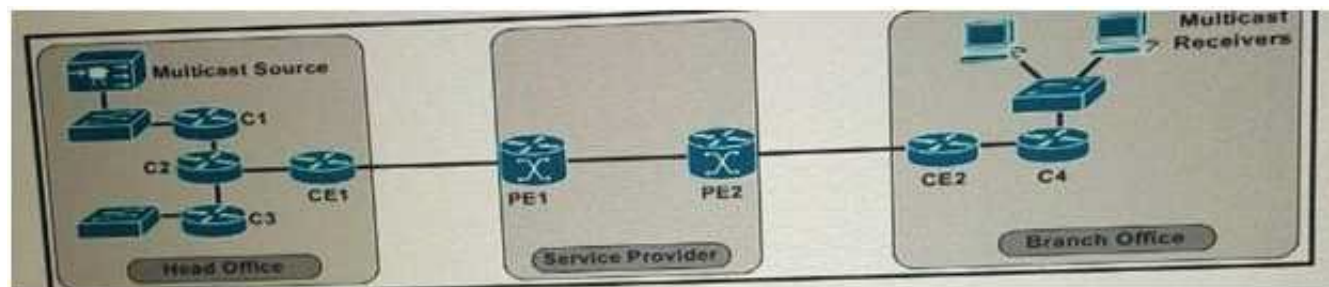 Multicast Source
C1
C2
CE1
C3
Head Office
PE1
PE2
Service Provider
Multicast
Receivers
CE2
C4
Branch Office